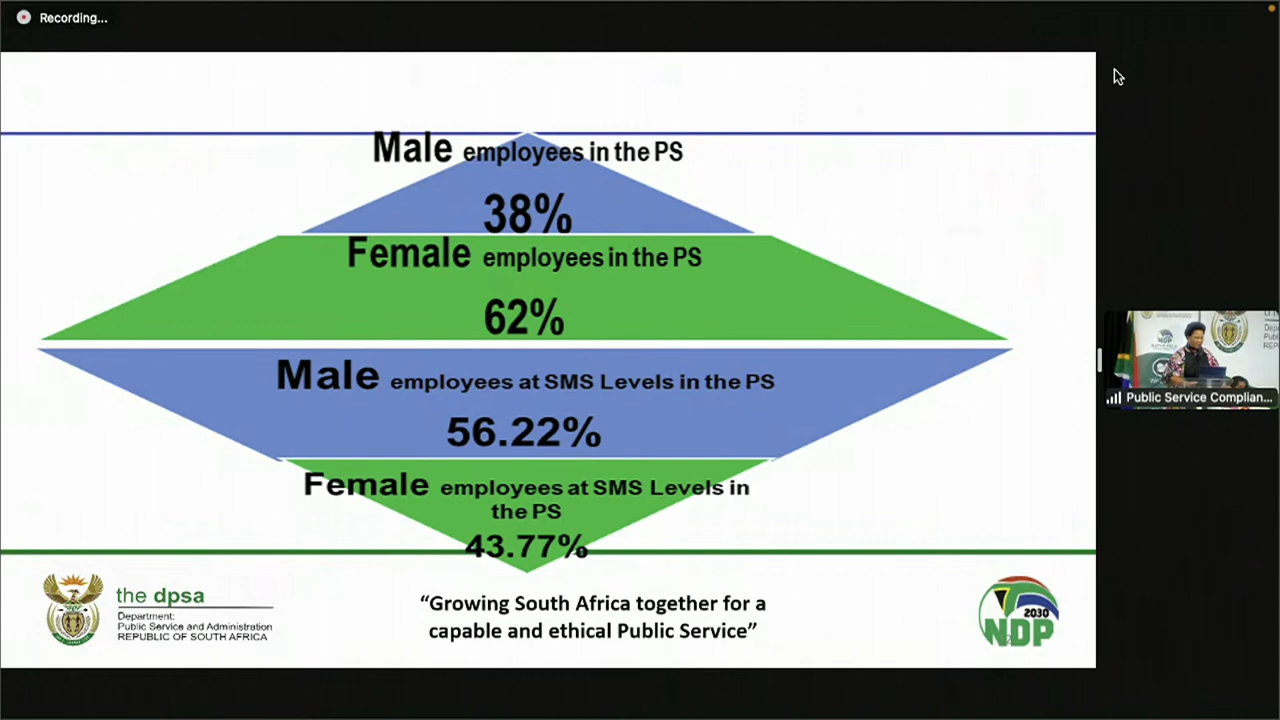 Recording...
Male employees in the PS
38%
Female employees in the PS
62%
Male employees at SMS Levels in the PS
56.22%
Female employees at SMS Levels in
the PS
43.77%
the dpsa
Department:
Public Service and Administration
REPUBLIC OF SOUTH AFRICA
“Growing South Africa together for a
capable and ethical Public Service”
2030
NDP
NDP
Public Service Complian...